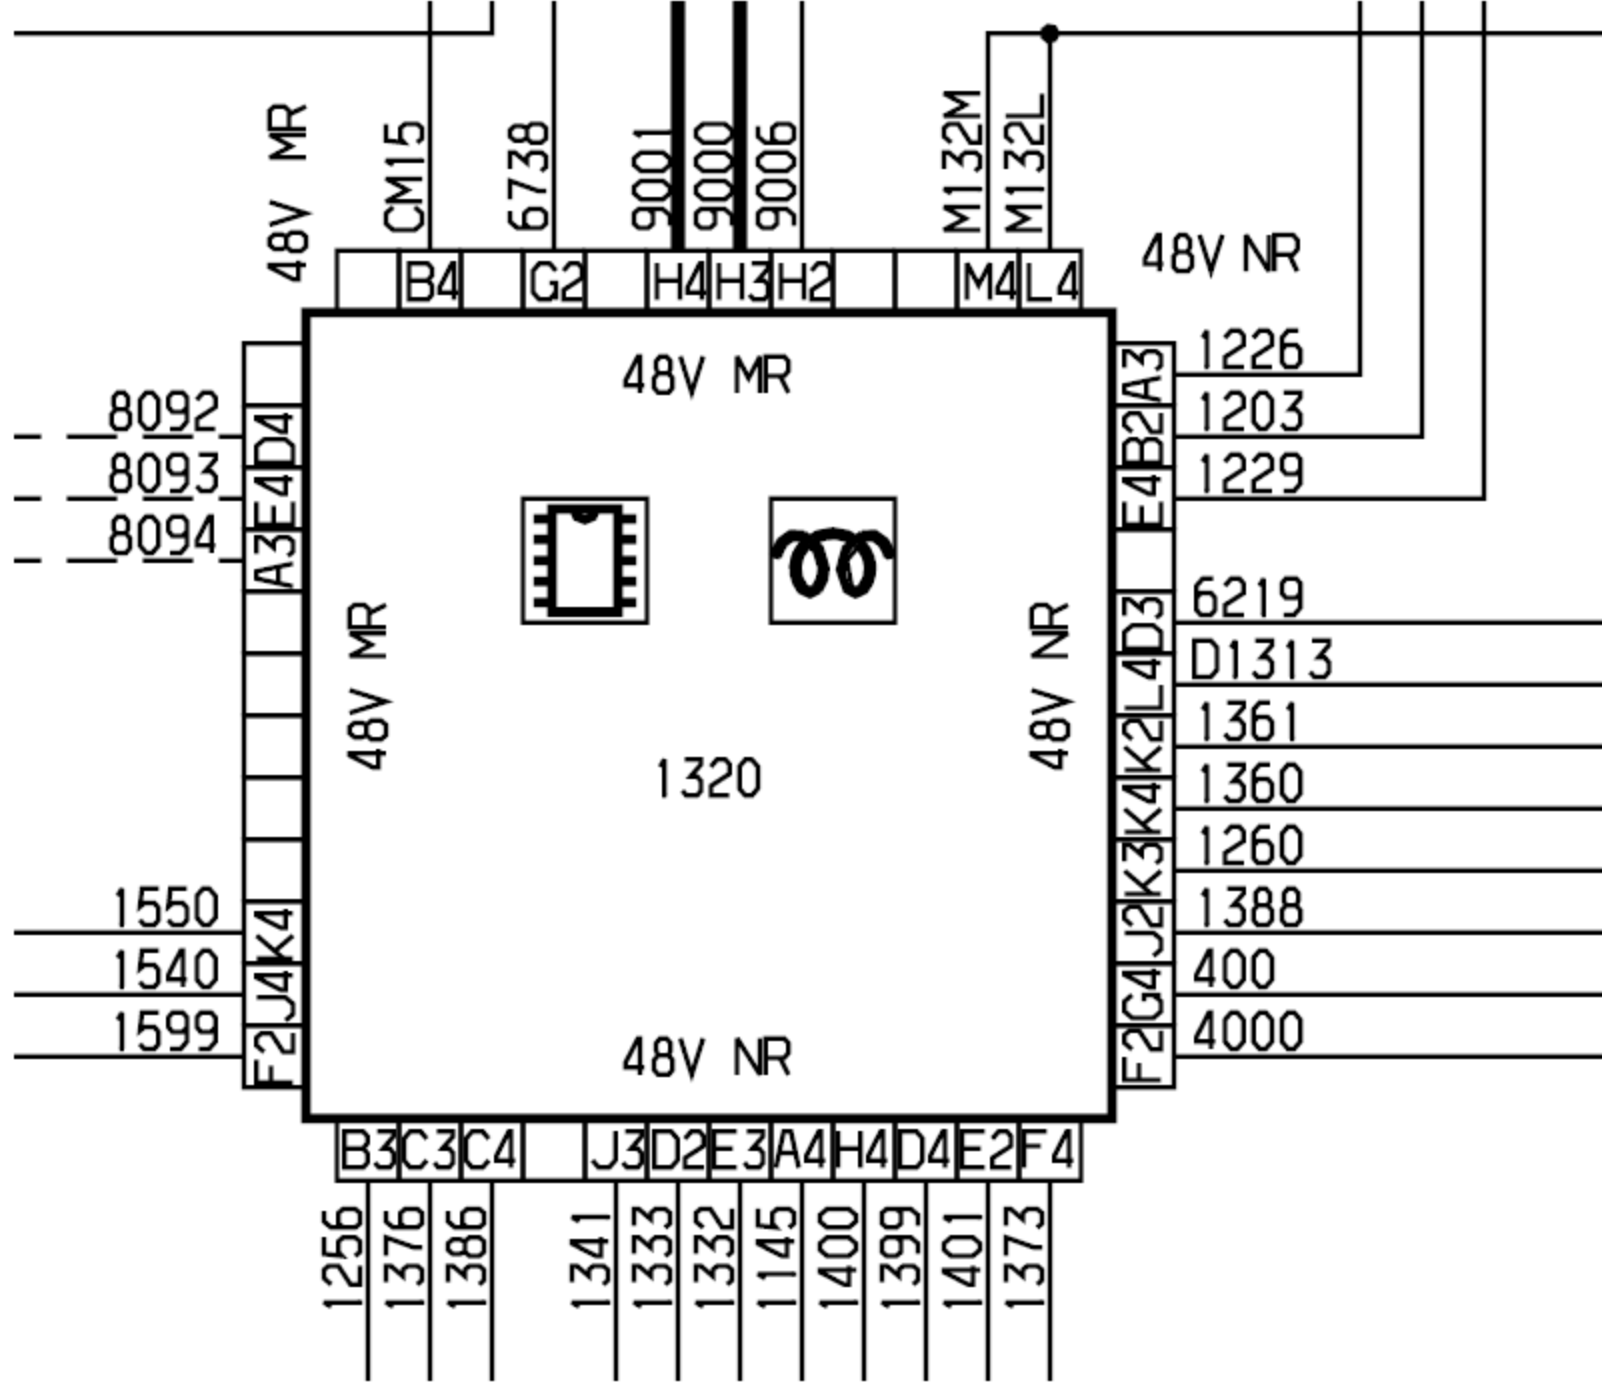 48V MR
CM15
6738
9001
9000
9006
M132M
M132L
48V NR
B4
G2
H4
H3
H2
M4
L4
48V MR
A3 1226
B2 1203
E4 1229
8092 D4
8093 E4
8094 A3
48V MR
48V NR
D3 6219
L4 D1313
K2 1361
K4 1360
K3 1260
J2 1388
G4 400
F2 4000
1320
1550 K4
1540 J4
1599 F2
48V NR
B3
C3
C4
J3
D2
E3
A4
H4
D4
E2
F4
1256
1376
1386
1341
1333
1332
1145
1400
1399
1401
1373